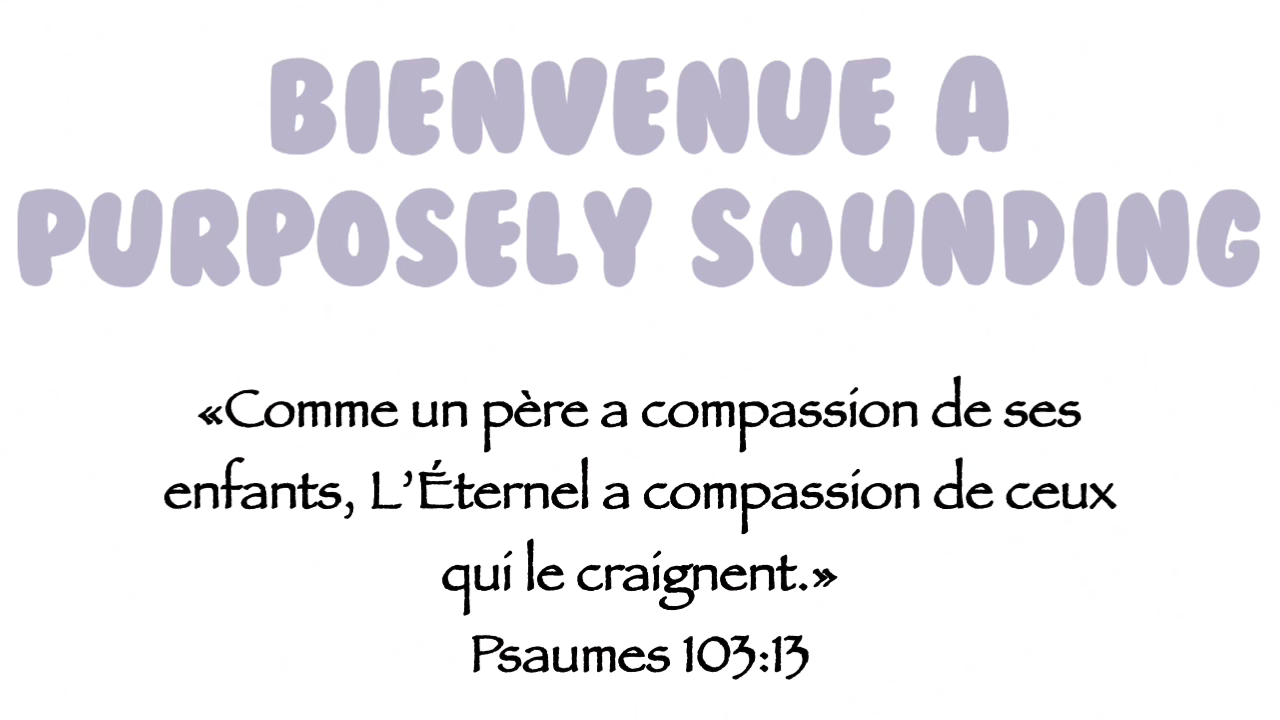 BIENVENUE A
PURPOSELY SOUNDING
«Comme un père a compassion de ses
enfants, L’Éternel a compassion de ceux
qui le craignent.»
Psaumes 103:13